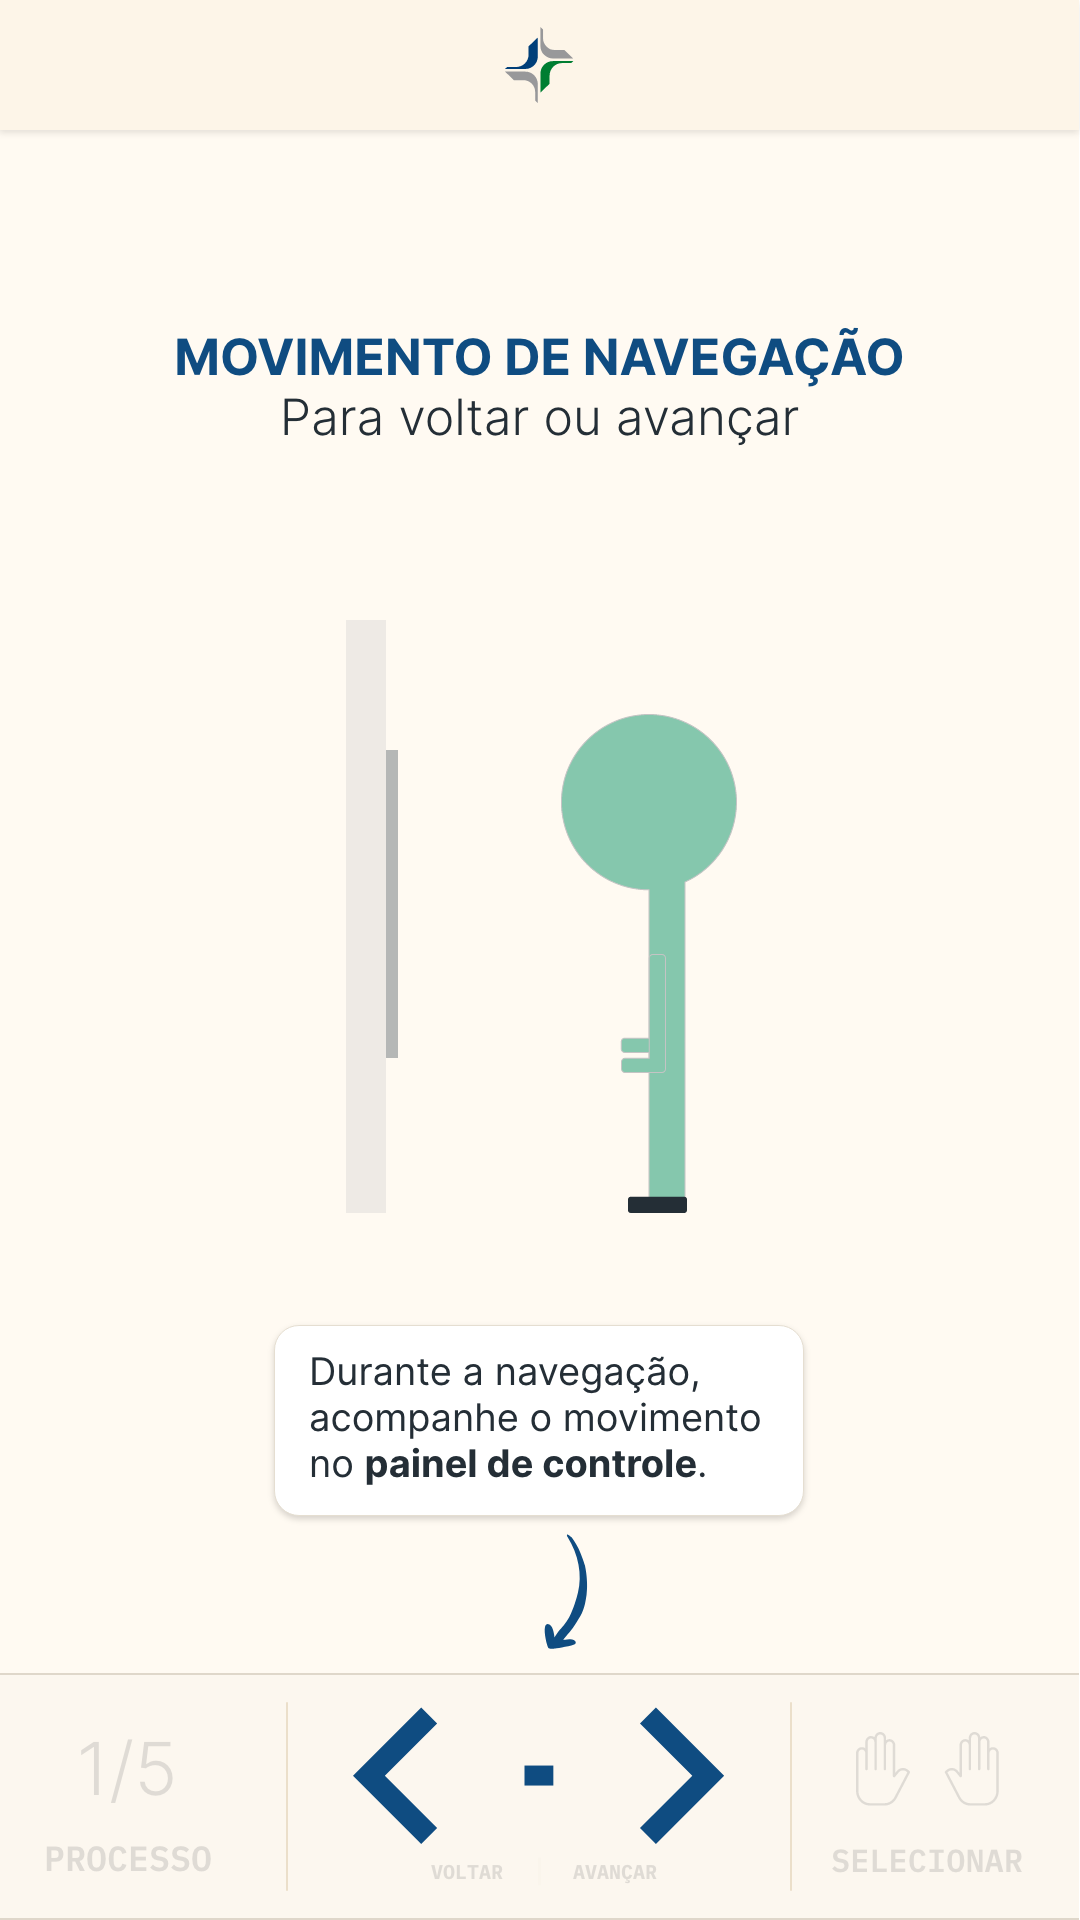 MOVIMENTO DE NAVEGAÇÃO
Para voltar ou avançar
Durante a navegação,
acompanhe o movimento
no painel de controle.
1/5
PROCESSO
VOLTAR
AVANÇAR
SELECIONAR